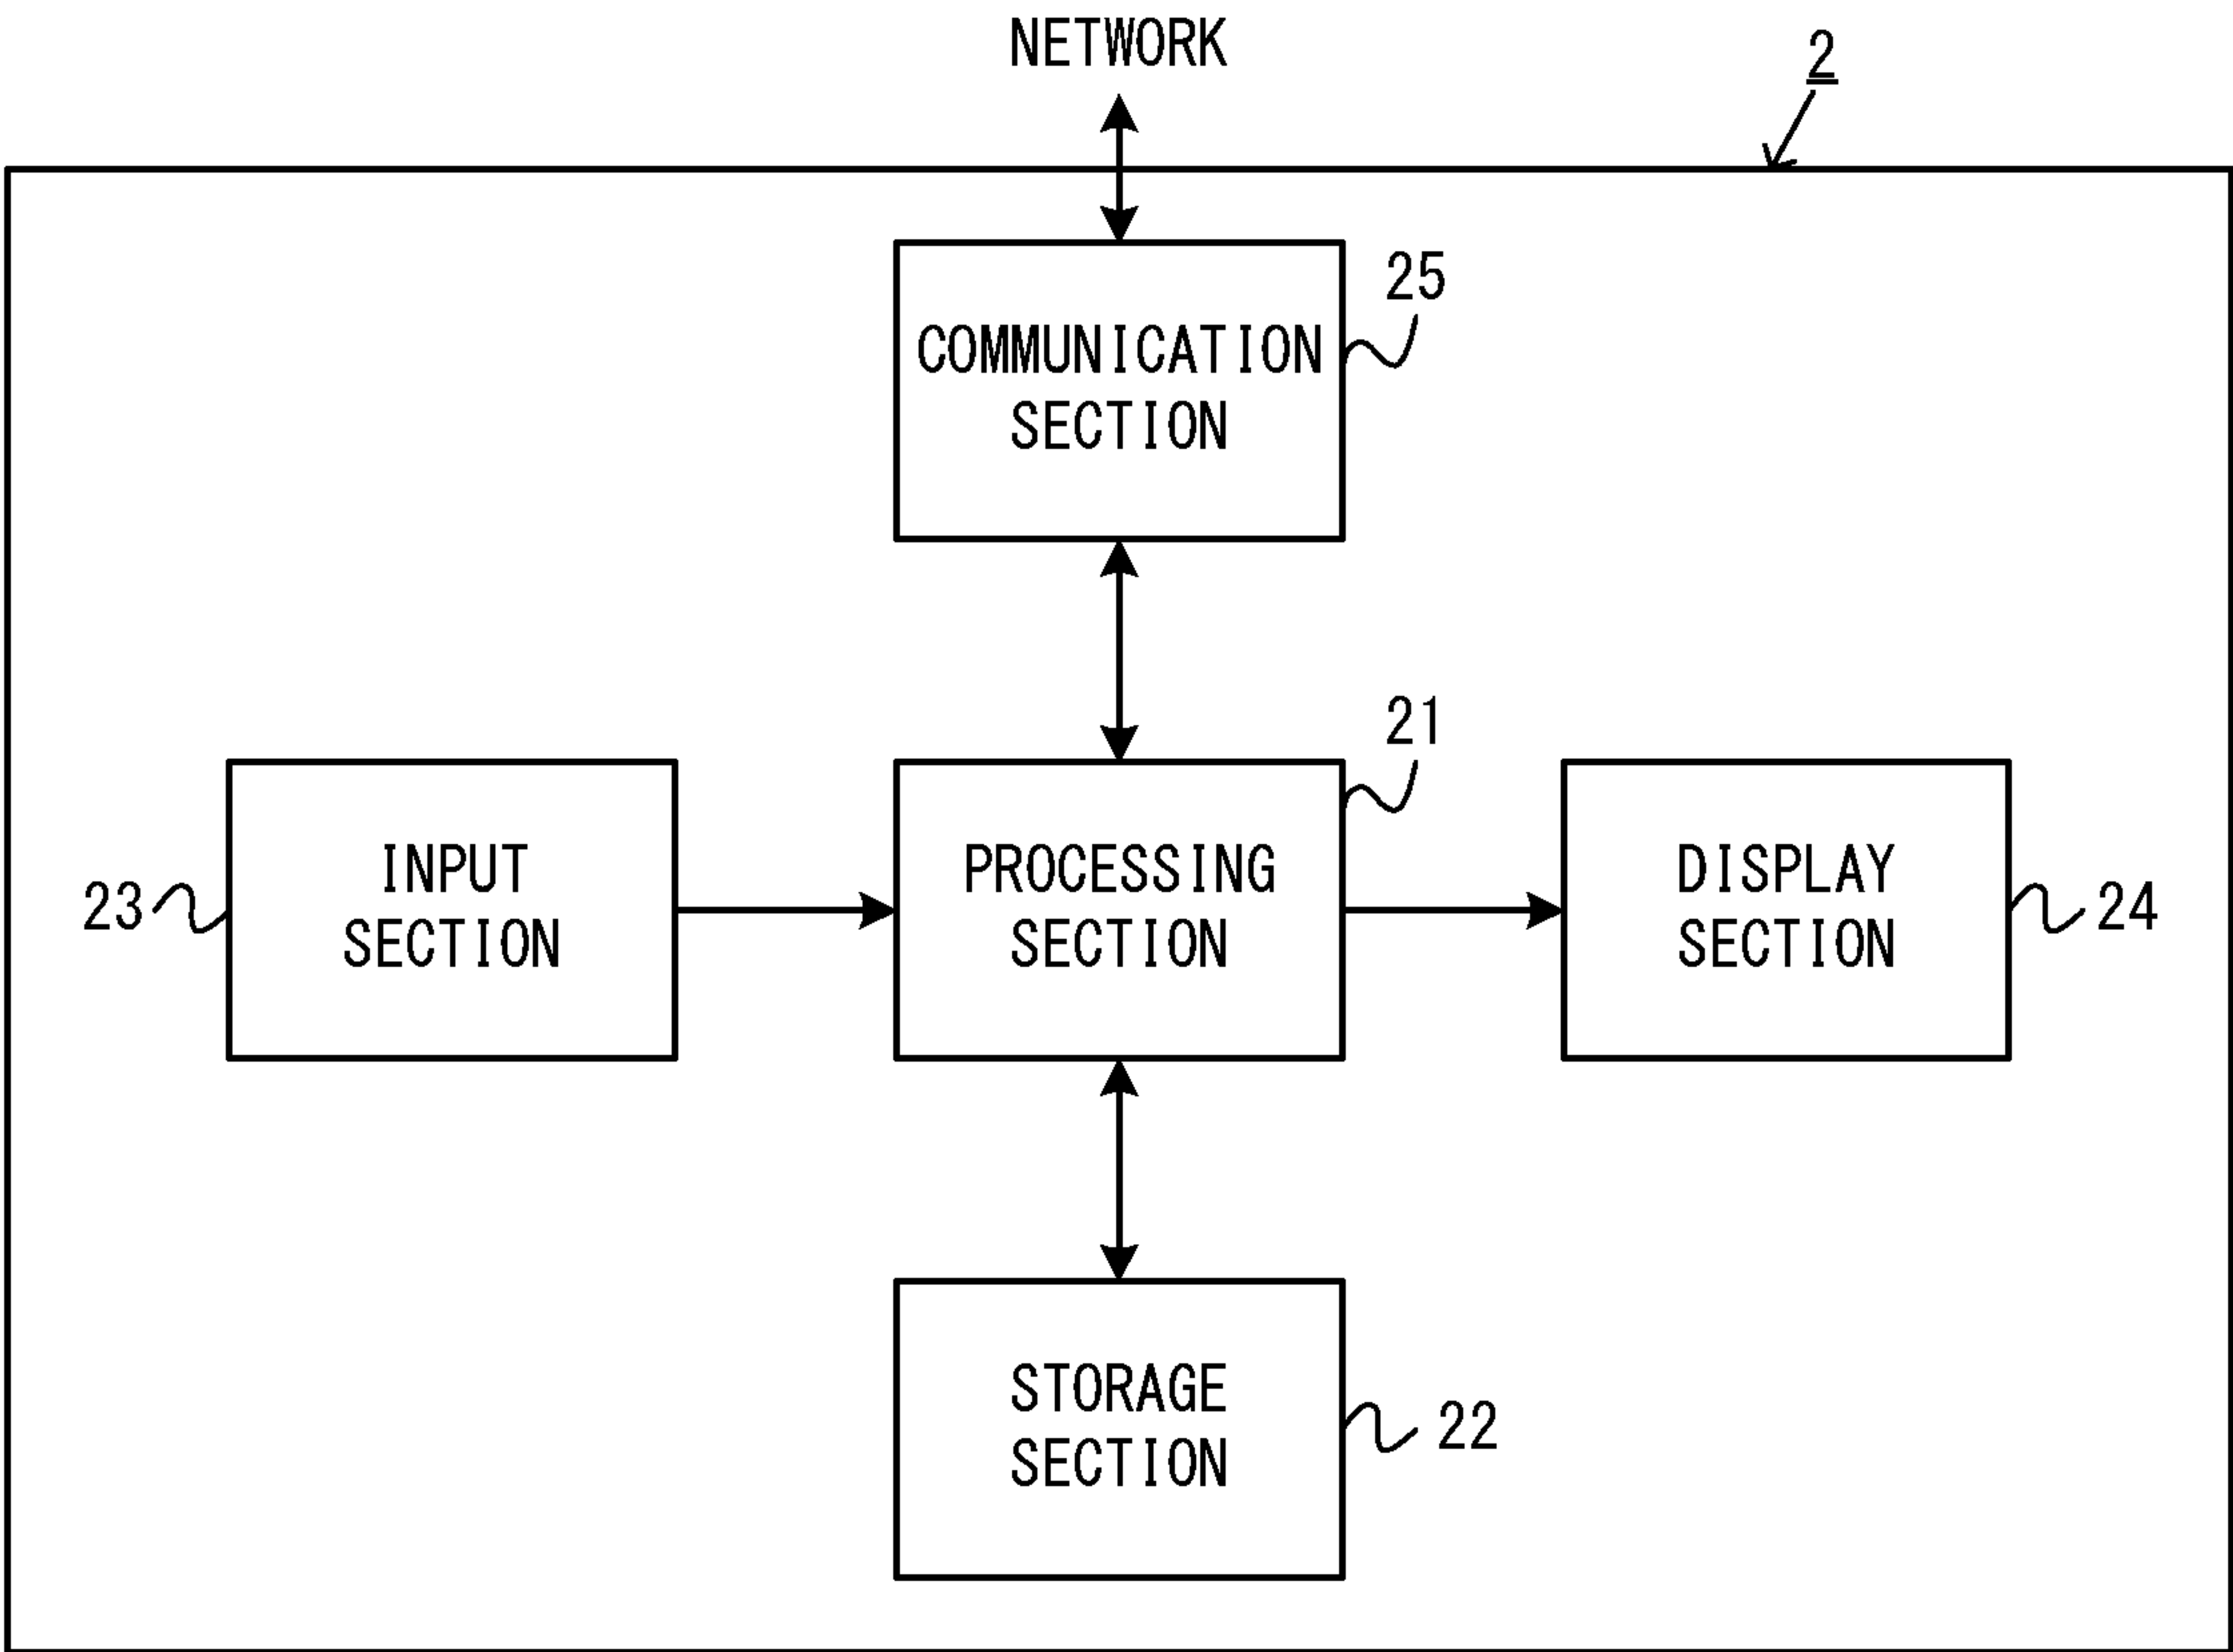 NETWORK
2
25
COMMUNICATION
SECTION
21
INPUT
SECTION
23
PROCESSING
SECTION
DISPLAY
SECTION
24
STORAGE
SECTION
22